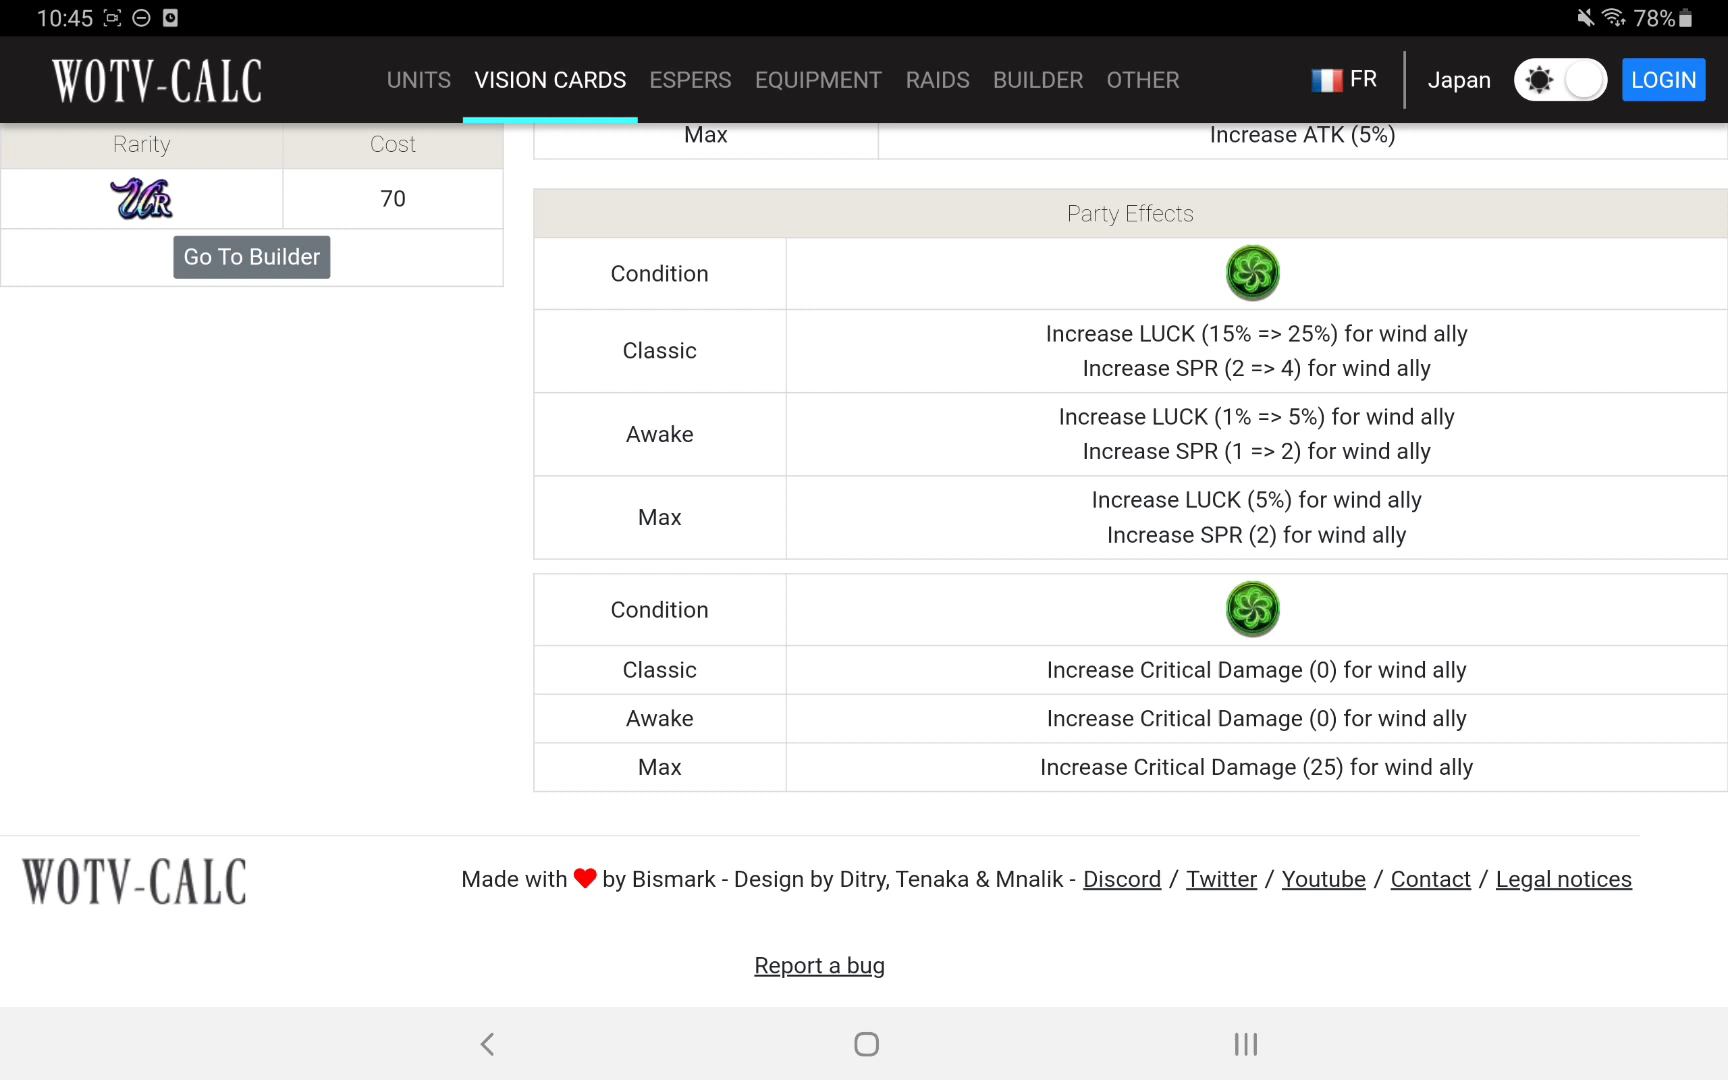 10:45
78%
WOTV-CALC
UNITS VISION CARDS ESPERS EQUIPMENT RAIDS BUILDER OTHER
FR Japan LOGIN
Rarity Cost
UR 70
Go To Builder
Max Increase ATK (5%)
Party Effects
Condition
Classic
Increase LUCK (15% => 25%) for wind ally
Increase SPR (2 => 4) for wind ally
Awake
Increase LUCK (1% => 5%) for wind ally
Increase SPR (1 => 2) for wind ally
Max
Increase LUCK (5%) for wind ally
Increase SPR (2) for wind ally
Condition
Classic Increase Critical Damage (0) for wind ally
Awake Increase Critical Damage (0) for wind ally
Max Increase Critical Damage (25) for wind ally
WOTV-CALC
Made with ❤ by Bismark - Design by Ditry, Tenaka & Mnalik - Discord / Twitter / Youtube / Contact / Legal notices
Report a bug